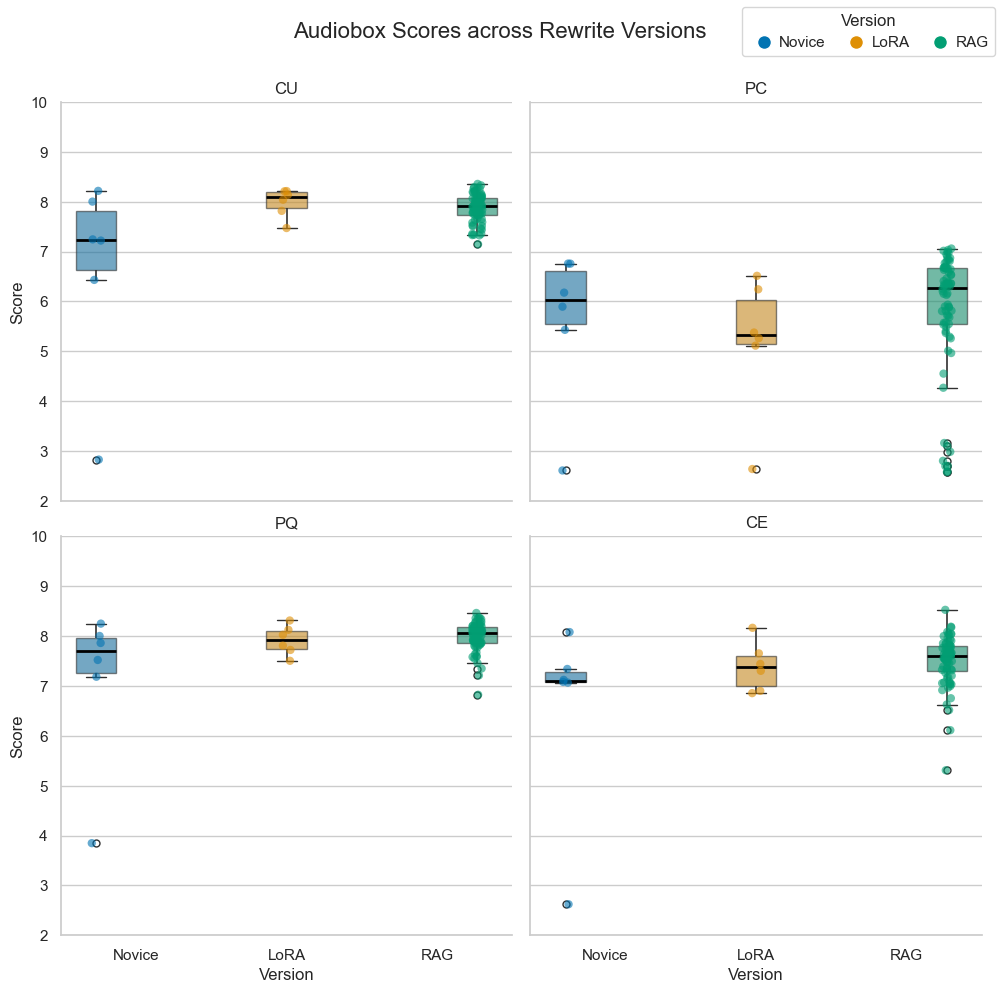 Audiobox Scores across Rewrite Versions
Version
Novice LoRA RAG
CU
PC
10
9
8
7
6
5
4
3
2
Score
PQ
CE
10
9
8
7
6
5
4
3
2
Score
Novice LoRA RAG
Version
Novice LoRA RAG
Version